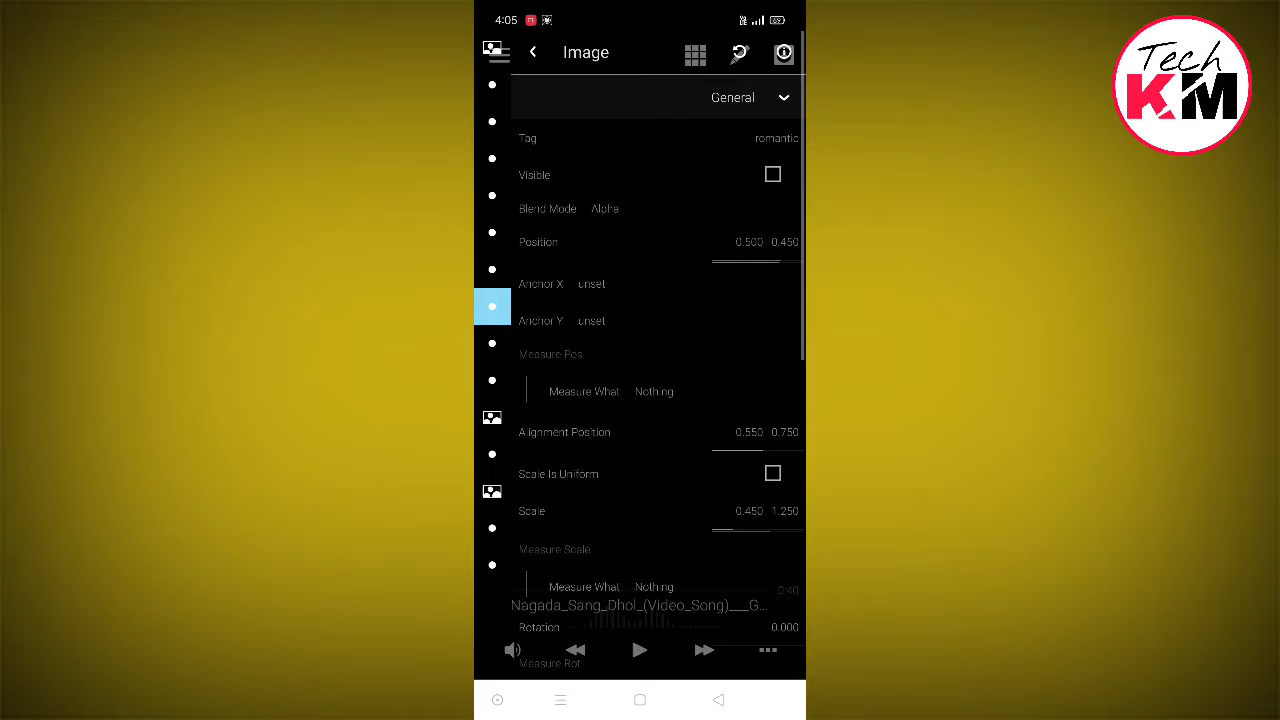 4:05
Image
General
Tag romantic
Visible
Blend Mode Alpha
Position 0.500 0.450
Anchor X unset
Anchor Y unset
Measure Pos
Measure What Nothing
Alignment Position 0.550 0.750
Scale Is Uniform
Scale 0.450 1.250
Measure Scale
Measure What Nothing
0:40
Nagada_Sang_Dhol_(Video_Song)___G...
Rotation 0.000
Measure Rot
Tech
KM